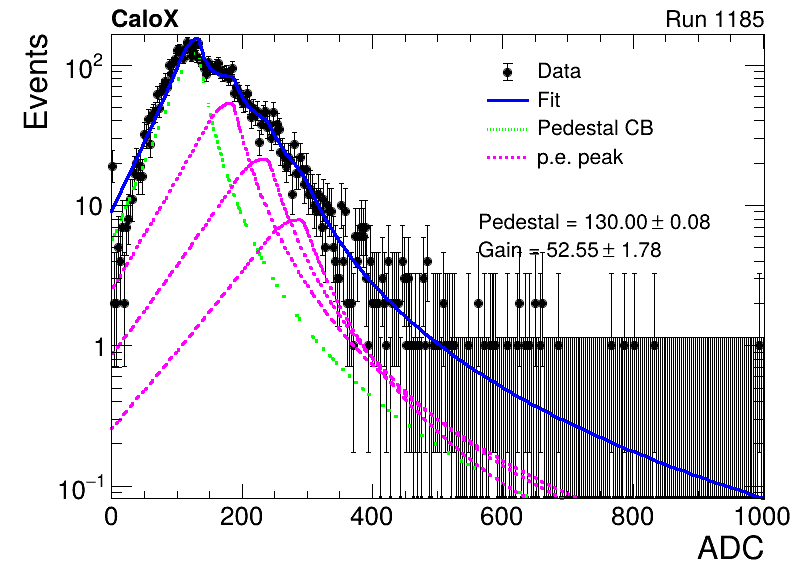 CaloX Run 1185
Events
Data
Fit
Pedestal CB
p.e. peak
Pedestal = 130.00 ± 0.08
Gain = 52.55 ± 1.78
10²
10
1
10⁻¹
0 200 400 600 800 1000
ADC